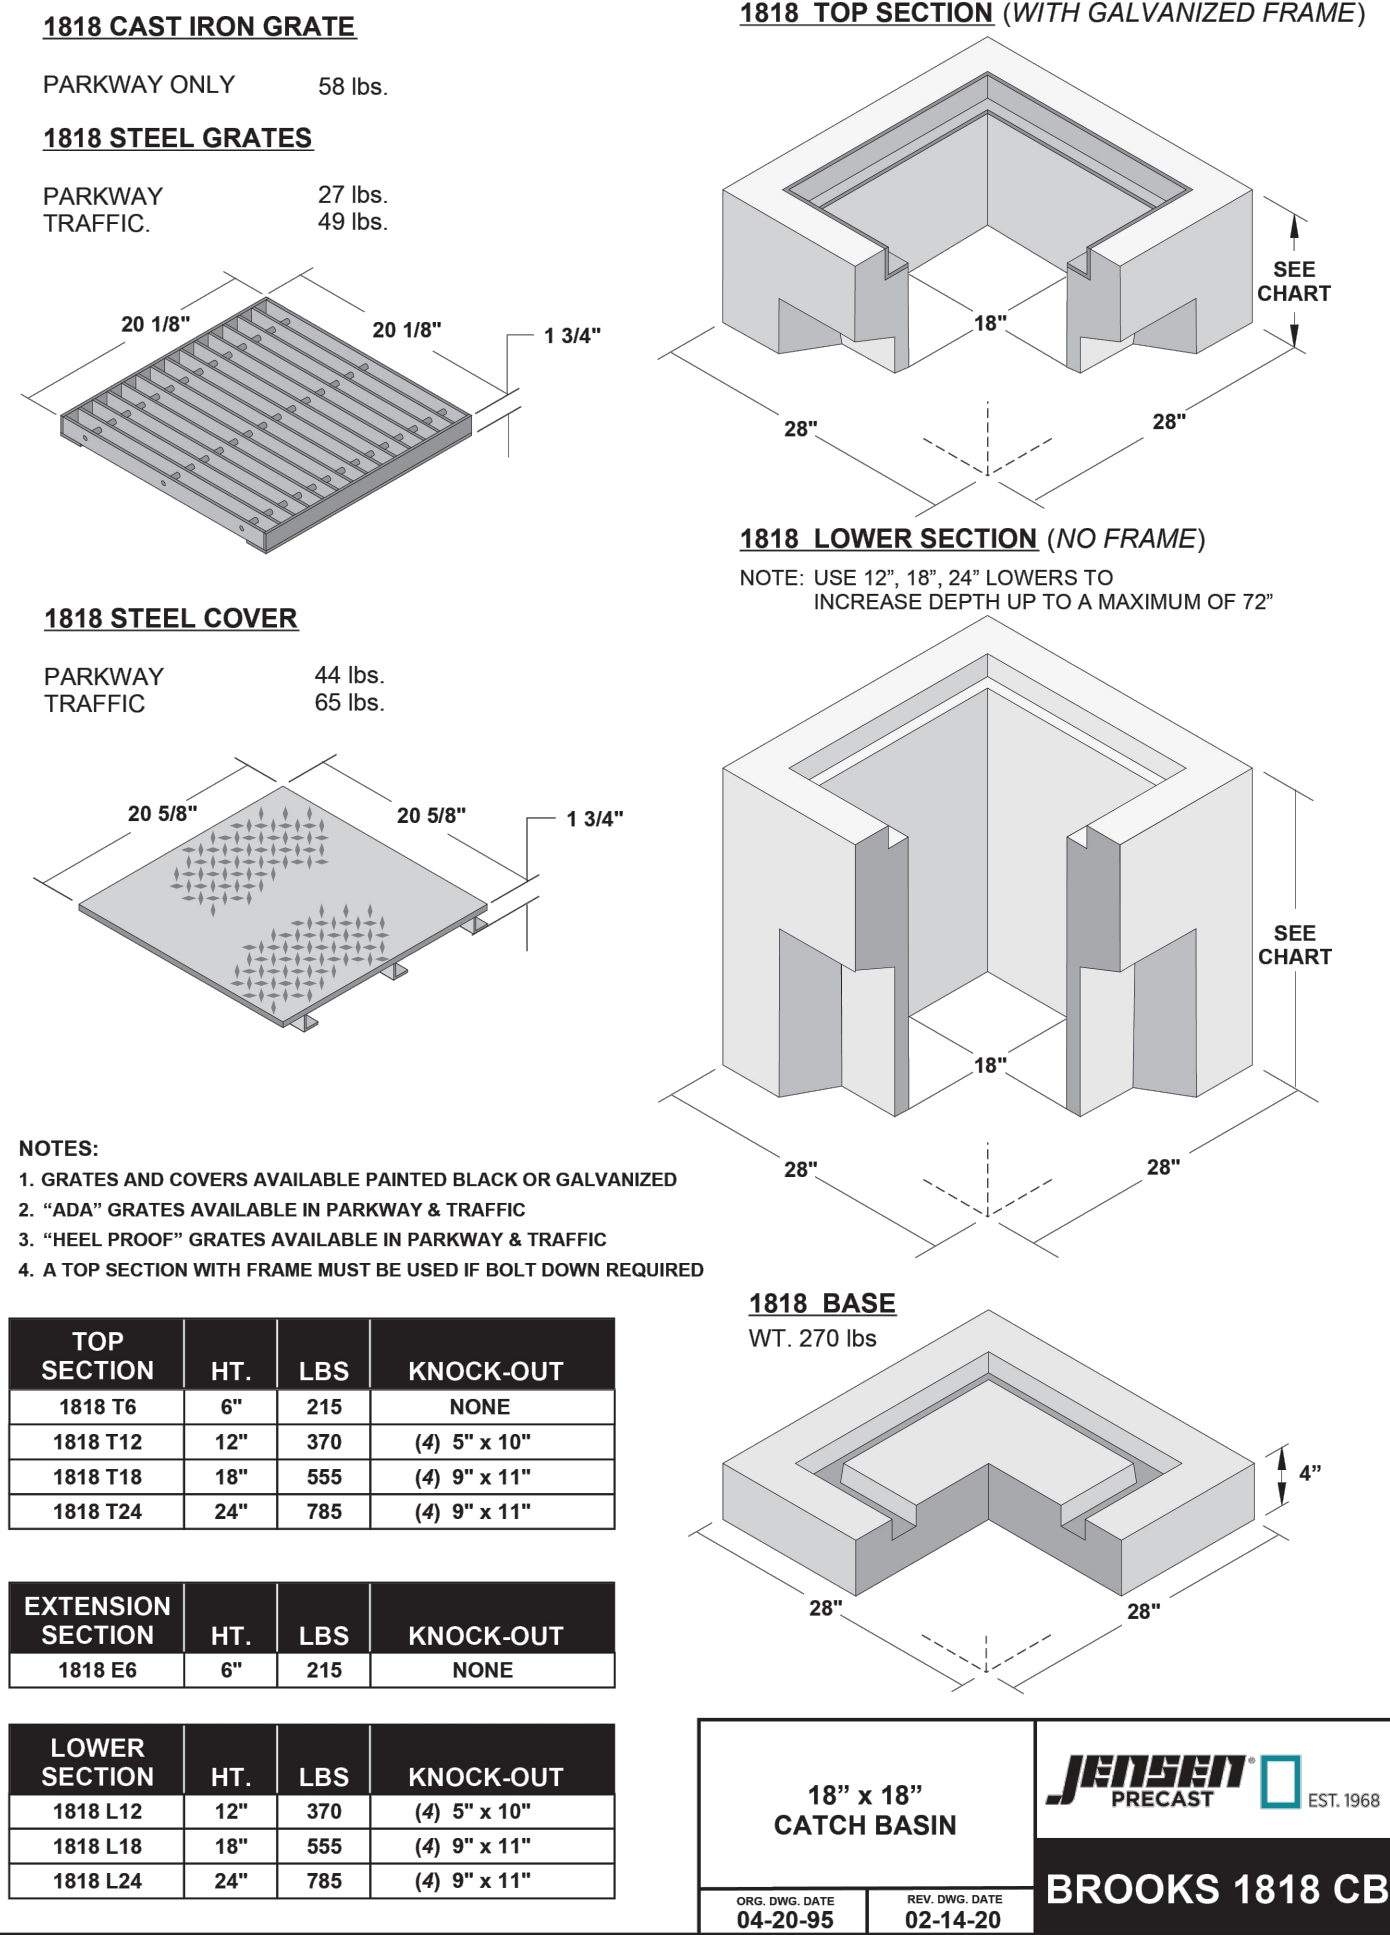 1818 CAST IRON GRATE
PARKWAY ONLY 58 lbs.
1818 STEEL GRATES
PARKWAY 27 lbs.
TRAFFIC. 49 lbs.
20 1/8"
20 1/8"
1 3/4"
1818 STEEL COVER
PARKWAY 44 lbs.
TRAFFIC 65 lbs.
20 5/8"
20 5/8"
1 3/4"
1818 TOP SECTION (WITH GALVANIZED FRAME)
SEE
CHART
18"
28"
28"
1818 LOWER SECTION (NO FRAME)
NOTE: USE 12”, 18”, 24” LOWERS TO
INCREASE DEPTH UP TO A MAXIMUM OF 72”
SEE
CHART
18"
28"
28"
1818 BASE
WT. 270 lbs
4”
28"
28"
NOTES:
1. GRATES AND COVERS AVAILABLE PAINTED BLACK OR GALVANIZED
2. “ADA” GRATES AVAILABLE IN PARKWAY & TRAFFIC
3. “HEEL PROOF” GRATES AVAILABLE IN PARKWAY & TRAFFIC
4. A TOP SECTION WITH FRAME MUST BE USED IF BOLT DOWN REQUIRED
TOP
SECTION HT. LBS KNOCK-OUT
1818 T6 6" 215 NONE
1818 T12 12" 370 (4) 5" x 10"
1818 T18 18" 555 (4) 9" x 11"
1818 T24 24" 785 (4) 9" x 11"
EXTENSION
SECTION HT. LBS KNOCK-OUT
1818 E6 6" 215 NONE
LOWER
SECTION HT. LBS KNOCK-OUT
1818 L12 12" 370 (4) 5" x 10"
1818 L18 18" 555 (4) 9" x 11"
1818 L24 24" 785 (4) 9" x 11"
18” x 18”
CATCH BASIN
ORG. DWG. DATE
04-20-95
REV. DWG. DATE
02-14-20
JENSEN®
PRECAST
EST. 1968
BROOKS 1818 CB